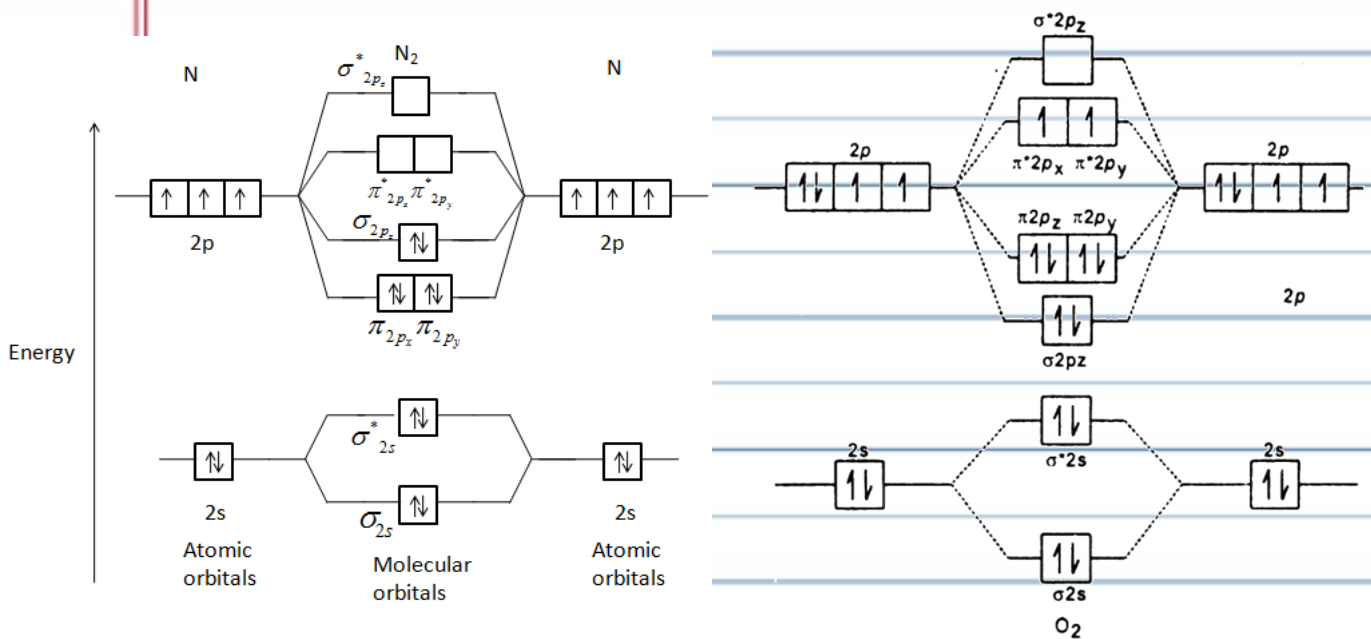 N
N₂
N
σ*₂pz
π*₂pz π*₂py
2p
σ₂pz
2p
π₂px π₂py
Energy
σ*₂s
2s
σ₂s
2s
Atomic orbitals
Molecular orbitals
Atomic orbitals
σ*2pz
2p
π*2px π*2py
2p
π2pz π2py
2p
σ2pz
2s
σ*2s
2s
σ2s
O₂